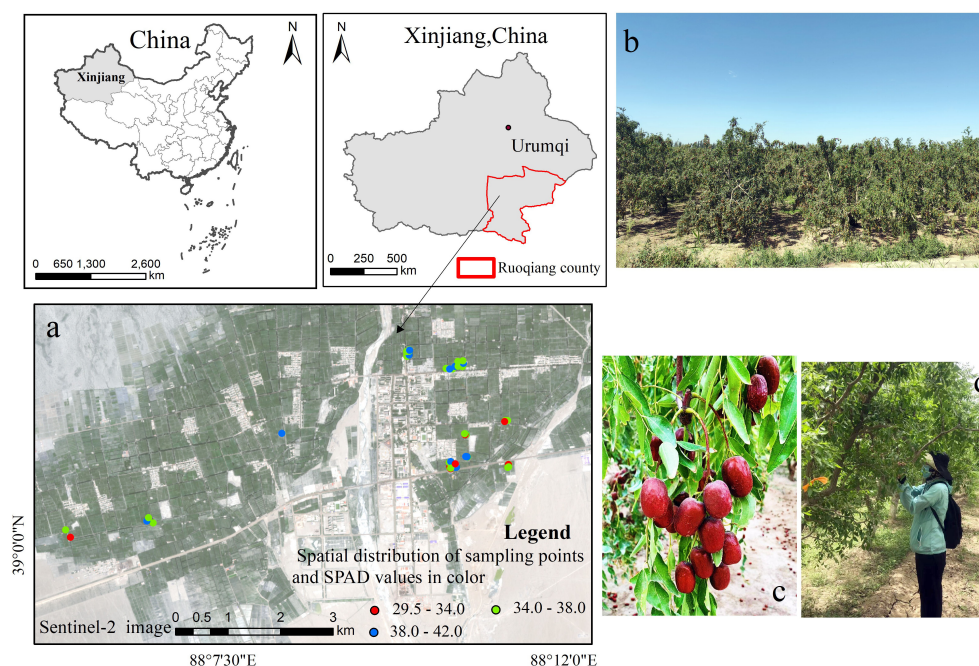 China
N
Xinjiang
0 650 1,300 2,600
km
Xinjiang,China
N
Urumqi
0 250 500
km
Ruoqiang county
b
a
39°0'0"N
Legend
Spatial distribution of sampling points
and SPAD values in color
29.5 - 34.0
34.0 - 38.0
38.0 - 42.0
Sentinel-2 image
0 0.5 1 2 3
km
88°7'30"E
88°12'0"E
c